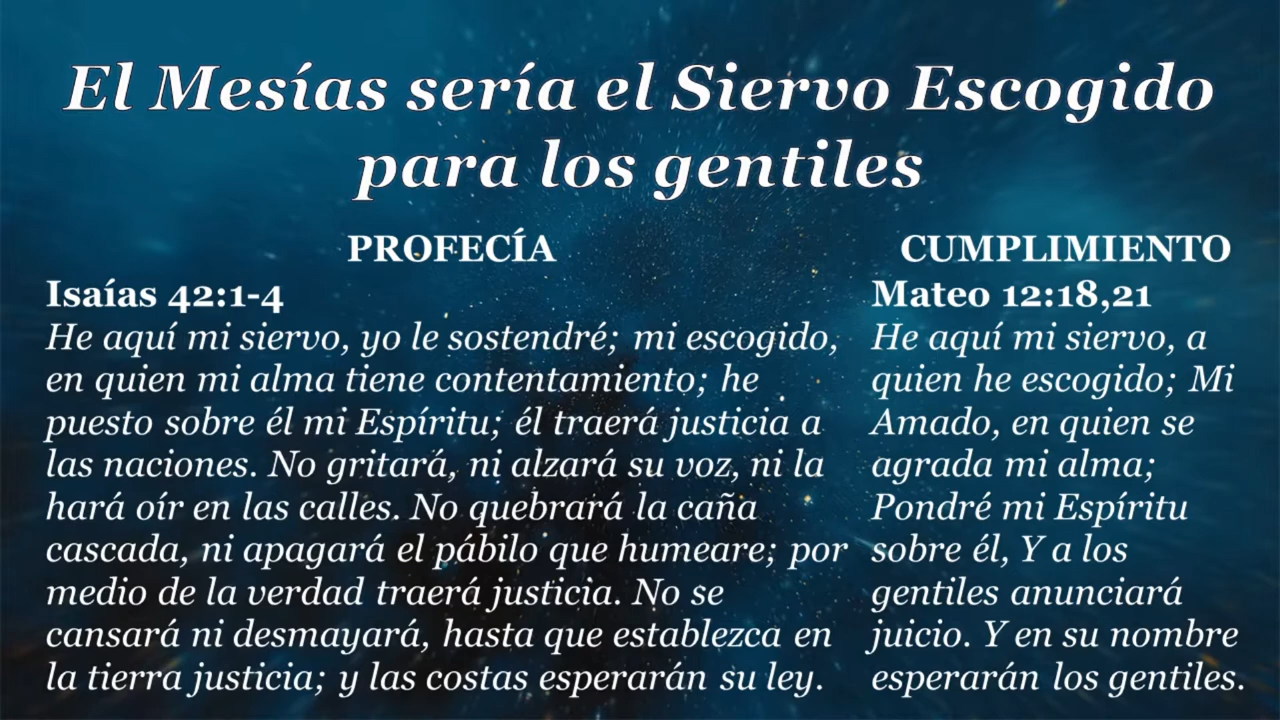 El Mesías sería el Siervo Escogido
para los gentiles
PROFECÍA
Isaías 42:1-4
He aquí mi siervo, yo le sostendré; mi escogido,
en quien mi alma tiene contentamiento; he
puesto sobre él mi Espíritu; él traerá justicia a
las naciones. No gritará, ni alzará su voz, ni la
hará oír en las calles. No quebrará la caña
cascada, ni apagará el pábilo que humeare; por
medio de la verdad traerá justicia. No se
cansará ni desmayará, hasta que establezca en
la tierra justicia; y las costas esperarán su ley.
CUMPLIMIENTO
Mateo 12:18,21
He aquí mi siervo, a
quien he escogido; Mi
Amado, en quien se
agrada mi alma;
Pondré mi Espíritu
sobre él, Y a los
gentiles anunciará
juicio. Y en su nombre
esperarán los gentiles.